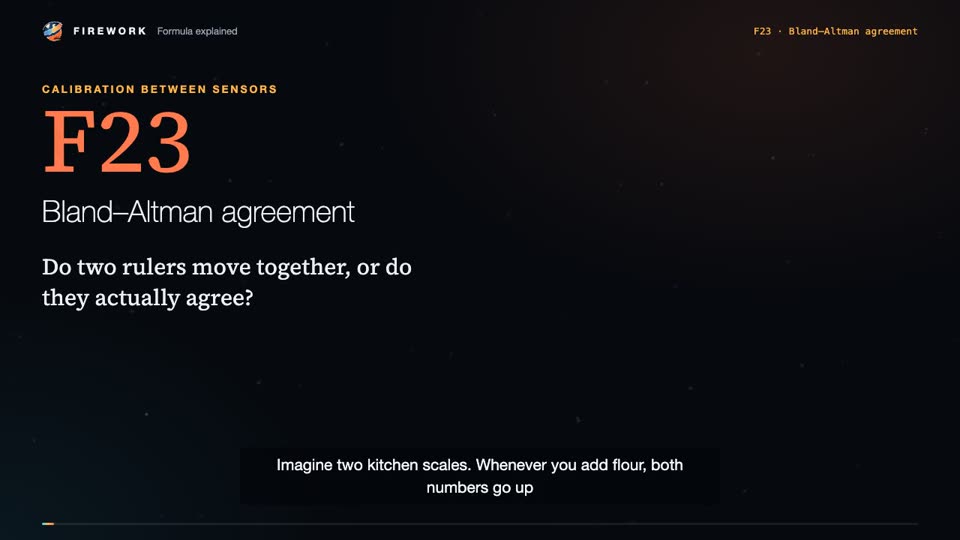 FIREWORK Formula explained
F23 · Bland–Altman agreement
CALIBRATION BETWEEN SENSORS
F23
Bland–Altman agreement
Do two rulers move together, or do
they actually agree?
Imagine two kitchen scales. Whenever you add flour, both
numbers go up